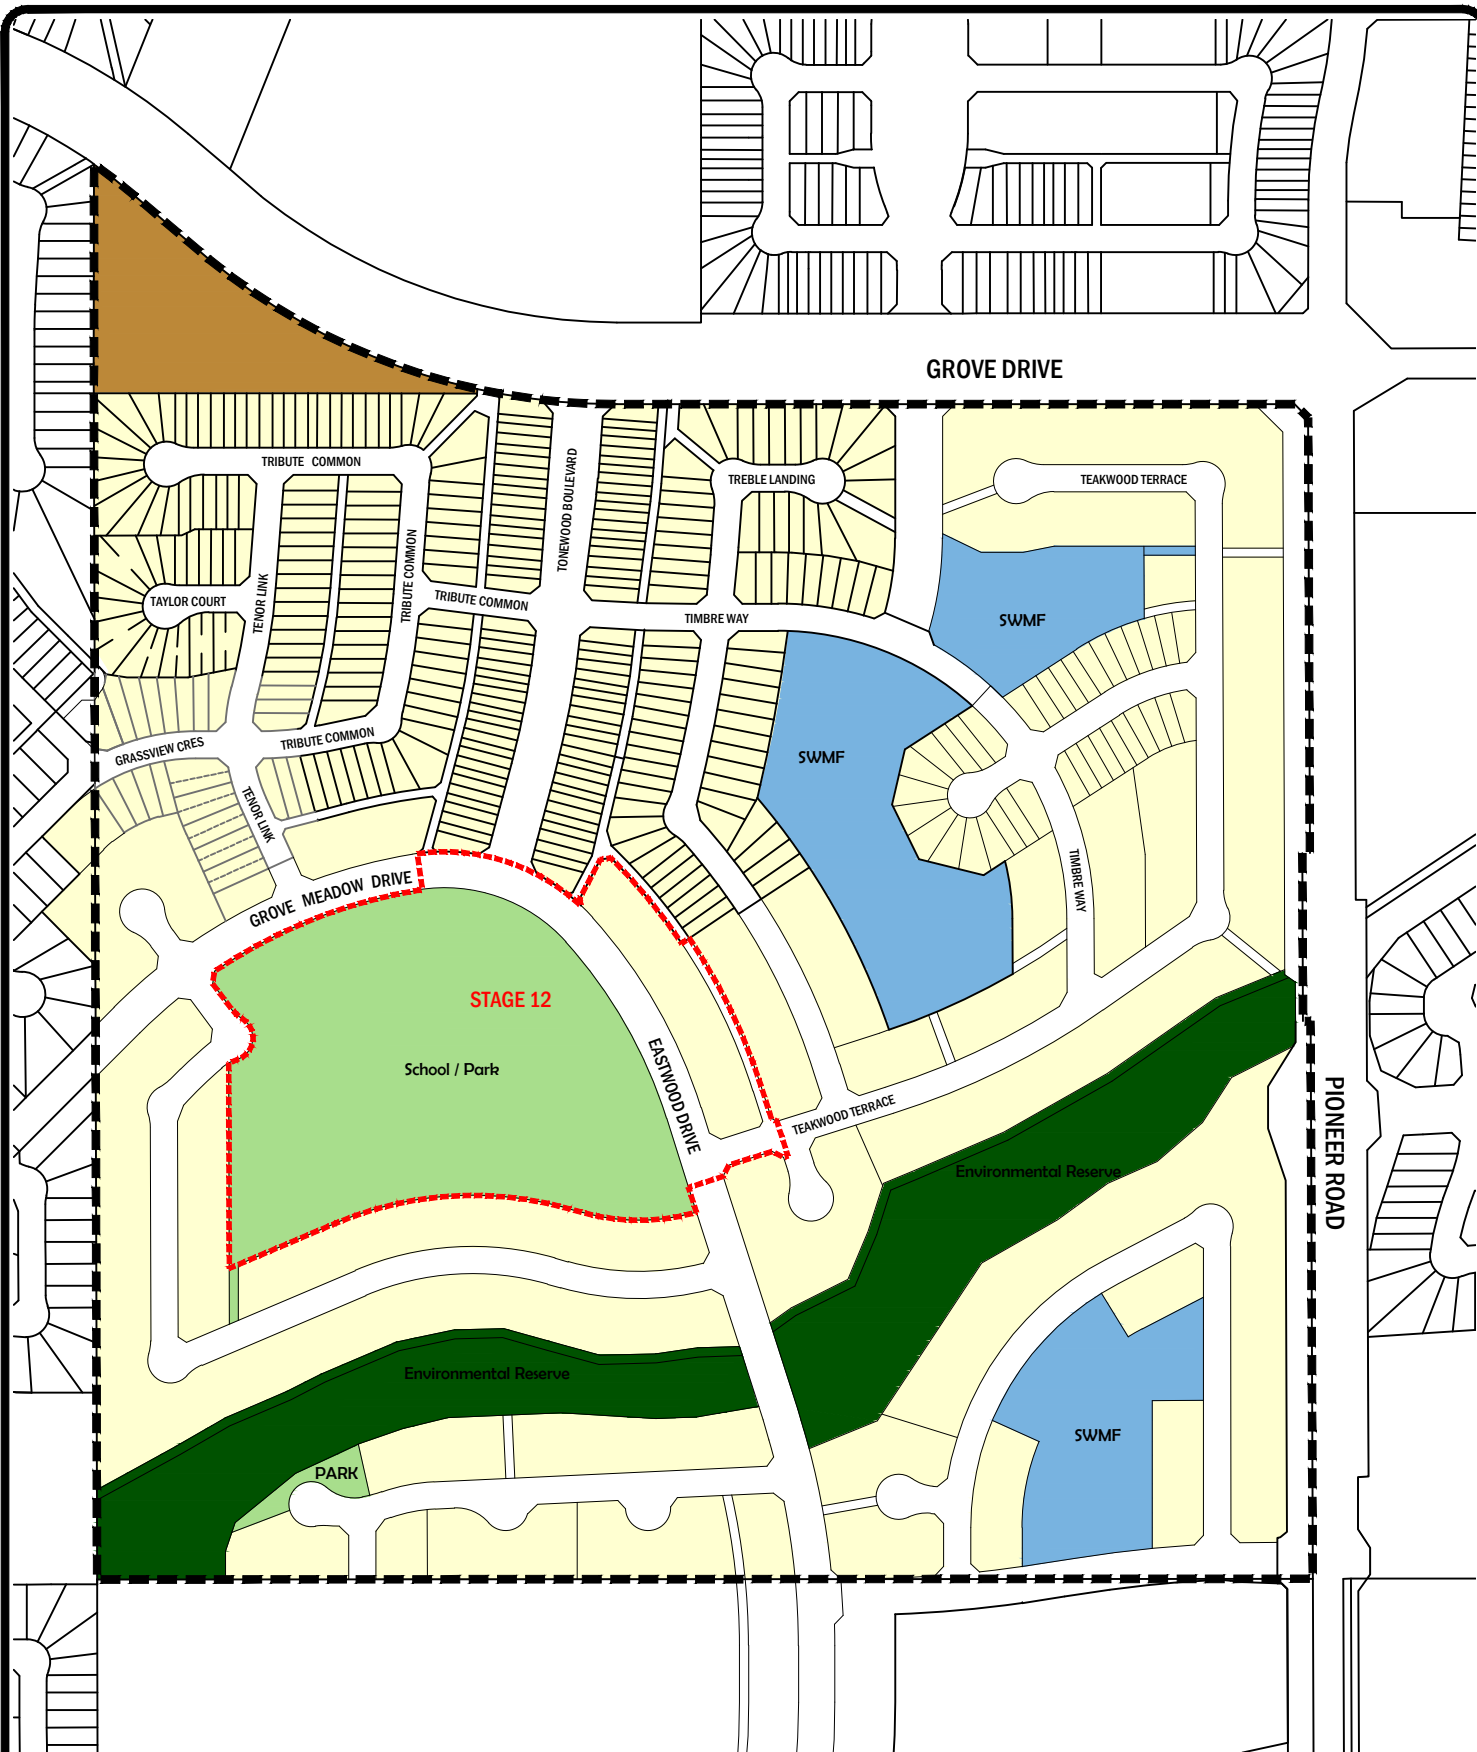 GROVE DRIVE
TRIBUTE COMMON
TONEWOOD BOULEVARD
TREBLE LANDING
TEAKWOOD TERRACE
TAYLOR COURT
TENOR LINK
TRIBUTE COMMON
TRIBUTE COMMON
TIMBRE WAY
SWMF
GRASSVIEW CRES
TRIBUTE COMMON
SWMF
TENOR LINK
TIMBRE WAY
GROVE MEADOW DRIVE
STAGE 12
School / Park
EASTWOOD DRIVE
TEAKWOOD TERRACE
PIONEER ROAD
Environmental Reserve
Environmental Reserve
SWMF
PARK